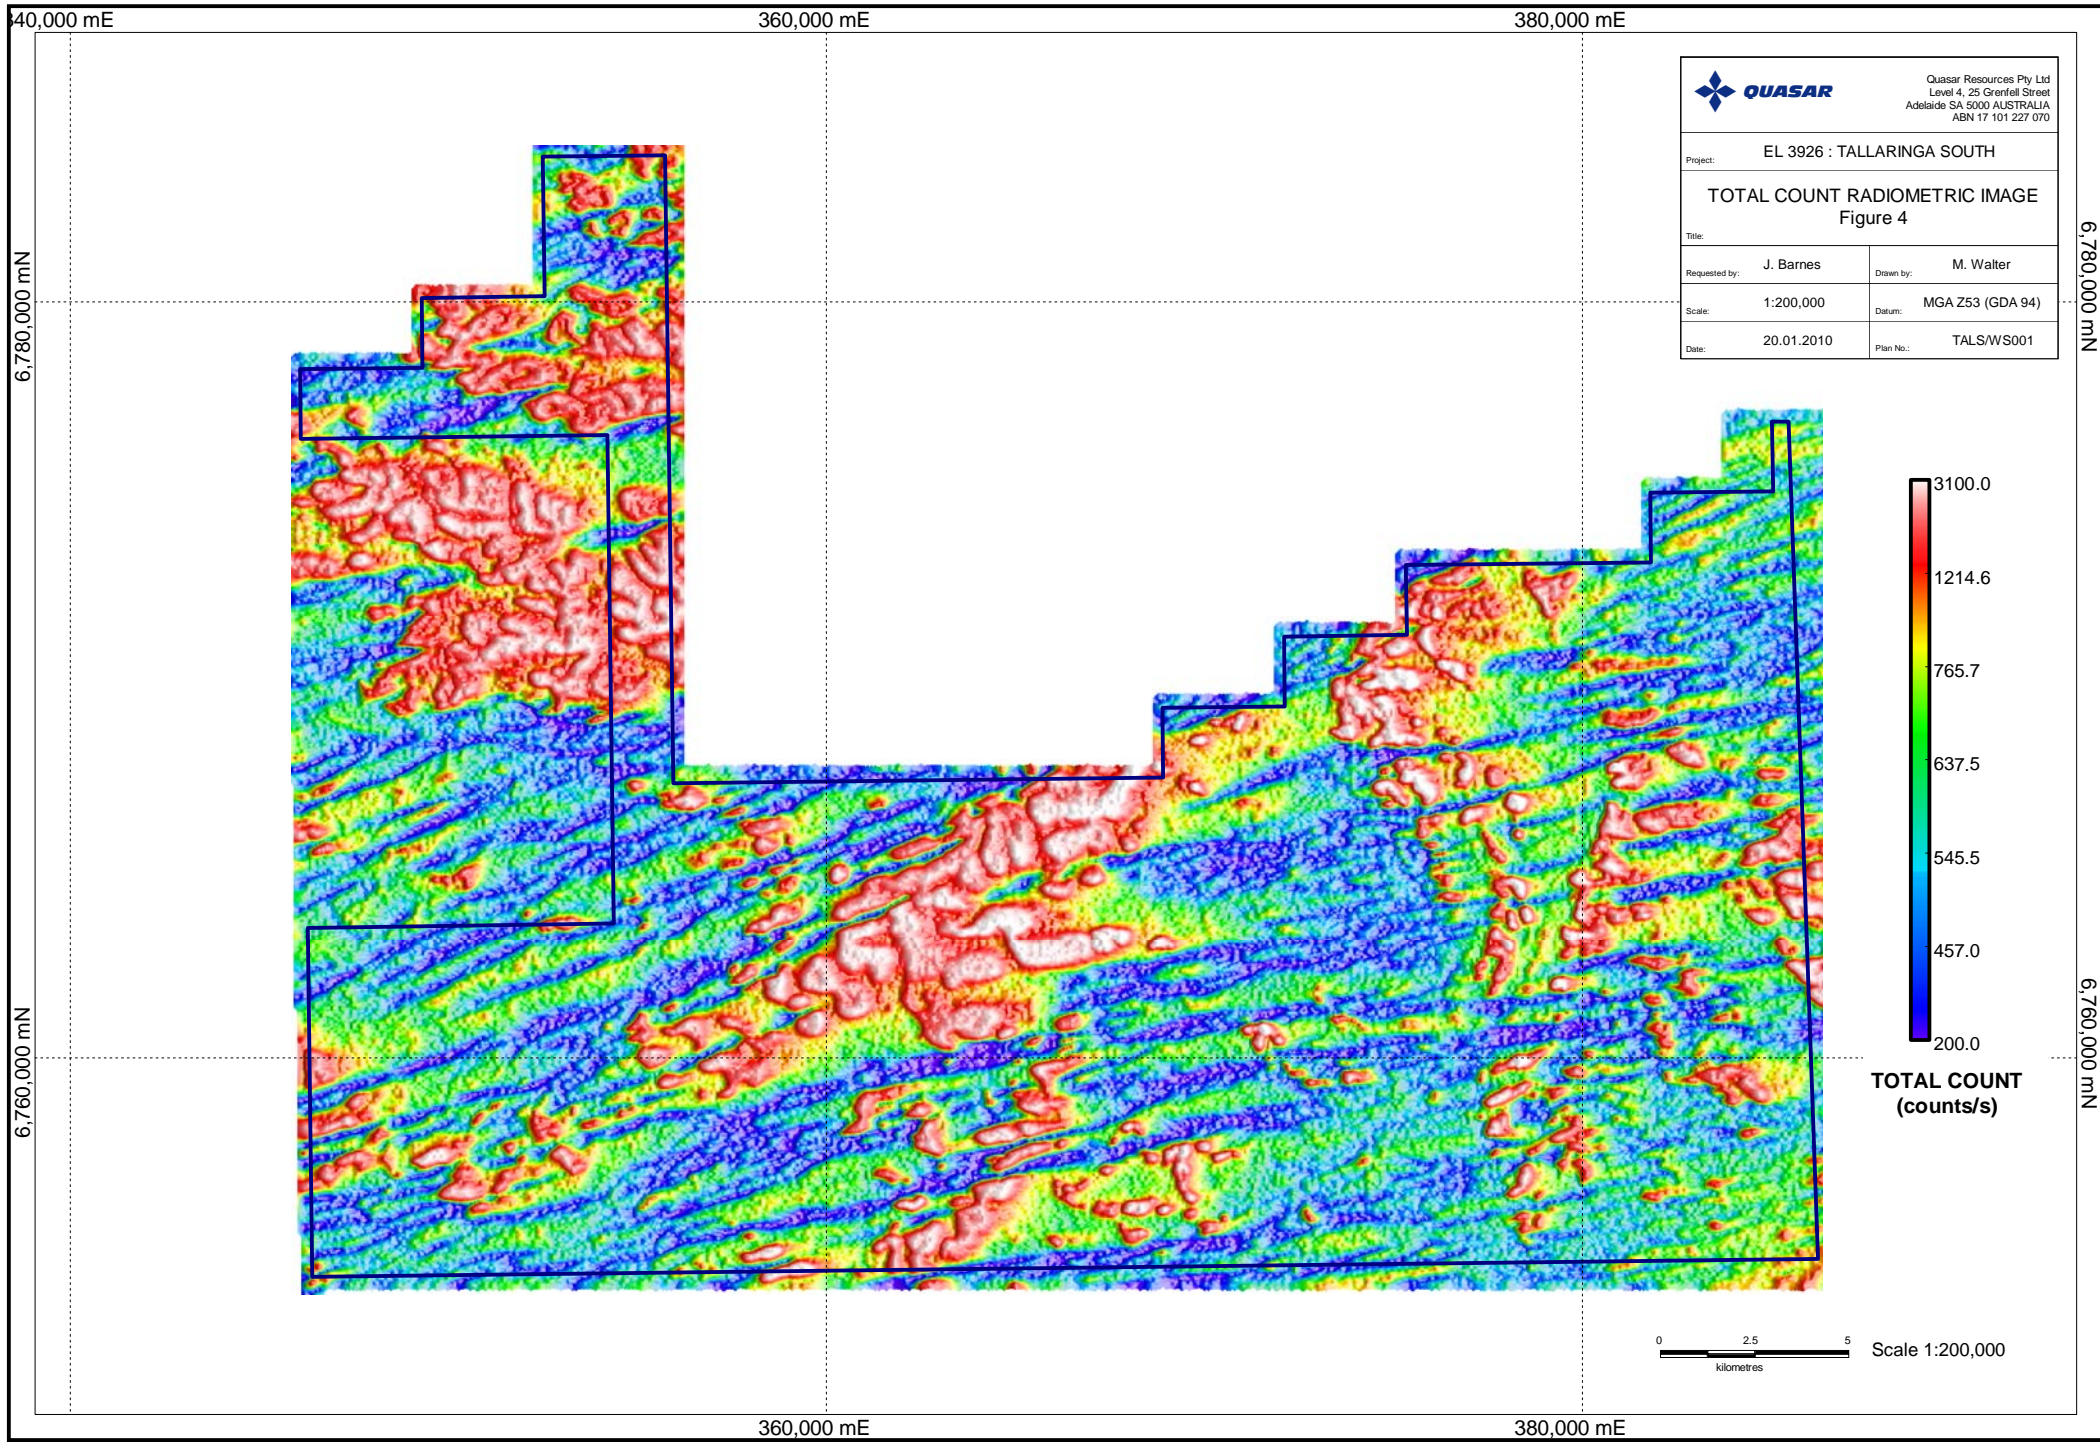 340,000 mE
360,000 mE
380,000 mE
QUASAR
Quasar Resources Pty Ltd
Level 4, 25 Grenfell Street
Adelaide SA 5000 AUSTRALIA
ABN 17 101 227 070
Project: EL 3926 : TALLARINGA SOUTH
TOTAL COUNT RADIOMETRIC IMAGE
Figure 4
Title:
Requested by: J. Barnes
Drawn by: M. Walter
Scale: 1:200,000
Datum: MGA Z53 (GDA 94)
Date: 20.01.2010
Plan No.: TALS/WS001
6,780,000 mN
6,780,000 mN
3100.0
1214.6
765.7
637.5
545.5
457.0
200.0
TOTAL COUNT
(counts/s)
6,760,000 mN
6,760,000 mN
0 2.5 5
kilometres
Scale 1:200,000
360,000 mE
380,000 mE